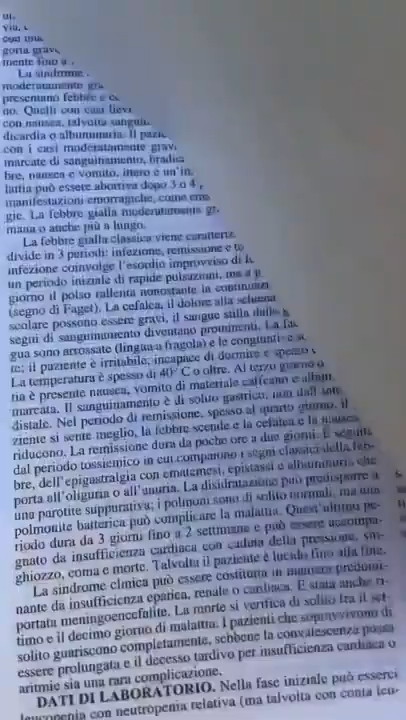 via,
goria gravi
mente fino a
La sindrome
moderatamente gra
presentano febbre e
no. Quelli con casi lievi
con nausea, talvolta sangui
dicardia o albuminuria. Il pazie
con i casi moderatamente gravi
marcate di sanguinamento, bradica
bre, nausea e vomito, ittero e un'in
lattia può essere abortiva dopo 3 o 4
manifestazioni emorragiche, come ema
gie. La febbre gialla moderatamente gr
mana o anche più a lungo.
La febbre gialla classica viene caratteriz
divide in 3 periodi: infezione, remissione e to
infezione coinvolge l'esordio improvviso di
un periodo iniziale di rapide pulsazioni, ma a p
giorno il polso rallenta nonostante la continuazi
(segno di Faget). La cefalea, il dolore alla schiena
scolare possono essere gravi, il sangue stilla dalle
segni di sanguinamento diventano prominenti. La fac
gua sono arrossate (lingua a fragola) e le congiunti
te; il paziente è irritabile, incapace di dormire e spesso
La temperatura è spesso di 40° C o oltre. Al terzo giorno
ria è presente nausea, vomito di materiale caffeano e album
marcata. Il sanguinamento è di solito gastrico, non dall'inte
distale. Nel periodo di remissione, spesso al quarto giorno, il
ziente si sente meglio, la febbre scende e la cefalea e la nausea
riducono. La remissione dura da poche ore a due giorni. È seguita
dal periodo tossiemico in cui compaiono i segni classici della feb-
bre, dell'epigastralgia con ematemesi, epistassi e albuminuria che
porta all'oliguria o all'anuria. La disidratazione può predisporre a
una parotite suppurativa; i polmoni sono di solito normali, ma una
polmonite batterica può complicare la malattia. Quest'ultimo pe-
riodo dura da 3 giorni fino a 2 settimane e può essere accompa-
gnato da insufficienza cardiaca con caduta della pressione, sin-
ghiozzo, coma e morte. Talvolta il paziente è lucido fino alla fine.
La sindrome clinica può essere costituita in maniera predomi-
nante da insufficienza epatica, renale o cardiaca. È stata anche ri-
portata meningoencefalite. La morte si verifica di solito tra il set-
timo e il decimo giorno di malattia. I pazienti che sopravvivono di
solito guariscono completamente, sebbene la convalescenza possa
essere prolungata e il decesso tardivo per insufficienza cardiaca o
aritmie sia una rara complicazione.
DATI DI LABORATORIO. Nella fase iniziale può esserci
leucopenia con neutropenia relativa (ma talvolta con conta leu-